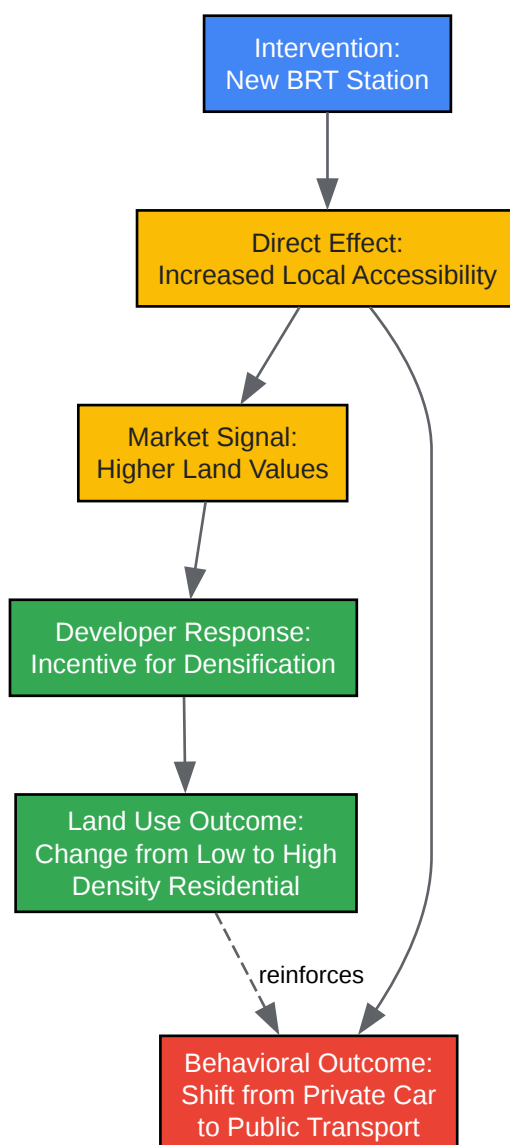 Intervention:
New BRT Station
Direct Effect:
Increased Local Accessibility
Market Signal:
Higher Land Values
Developer Response:
Incentive for Densification
Land Use Outcome:
Change from Low to High
Density Residential
reinforces
Behavioral Outcome:
Shift from Private Car
to Public Transport